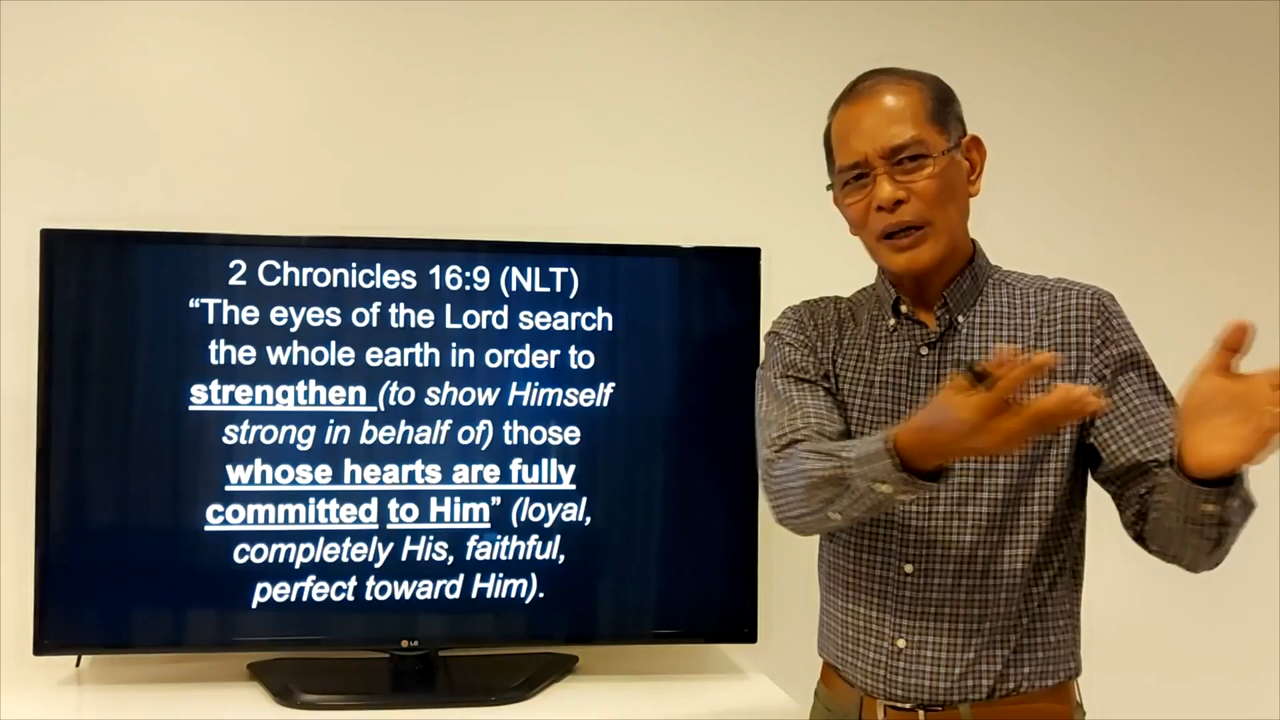 2 Chronicles 16:9 (NLT)
“The eyes of the Lord search
the whole earth in order to
strengthen (to show Himself
strong in behalf of) those
whose hearts are fully
committed to Him” (loyal,
completely His, faithful,
perfect toward Him).
LG